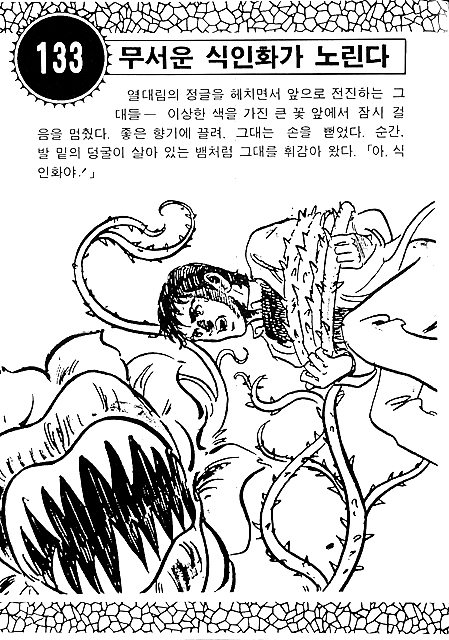 133
무서운 식인화가 노린다
열대림의 정글을 헤치면서 앞으로 전진하는 그
대들— 이상한 색을 가진 큰 꽃 앞에서 잠시 걸
음을 멈췄다. 좋은 향기에 끌려, 그대는 손을 뻗었다. 순간,
발 밑의 덩굴이 살아 있는 뱀처럼 그대를 휘감아 왔다. 「아, 식
인화야!」